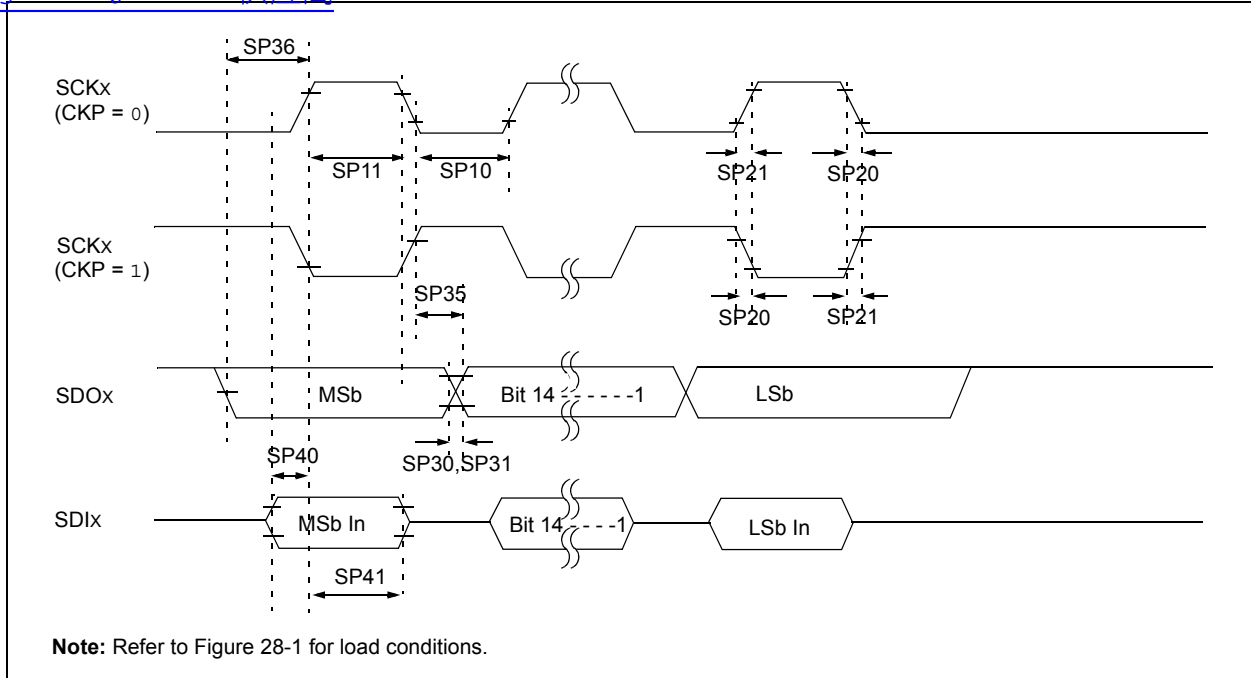 SP36
SCKx
(CKP = 0)
SP11
SP10
SP21
SP20
SCKx
(CKP = 1)
SP35
SP20
SP21
SDOx
MSb
Bit 14 - - - - - -1
LSb
SP40
SP30,SP31
SDIx
MSb In
Bit 14 - - - -1
LSb In
SP41
Note: Refer to Figure 28-1 for load conditions.